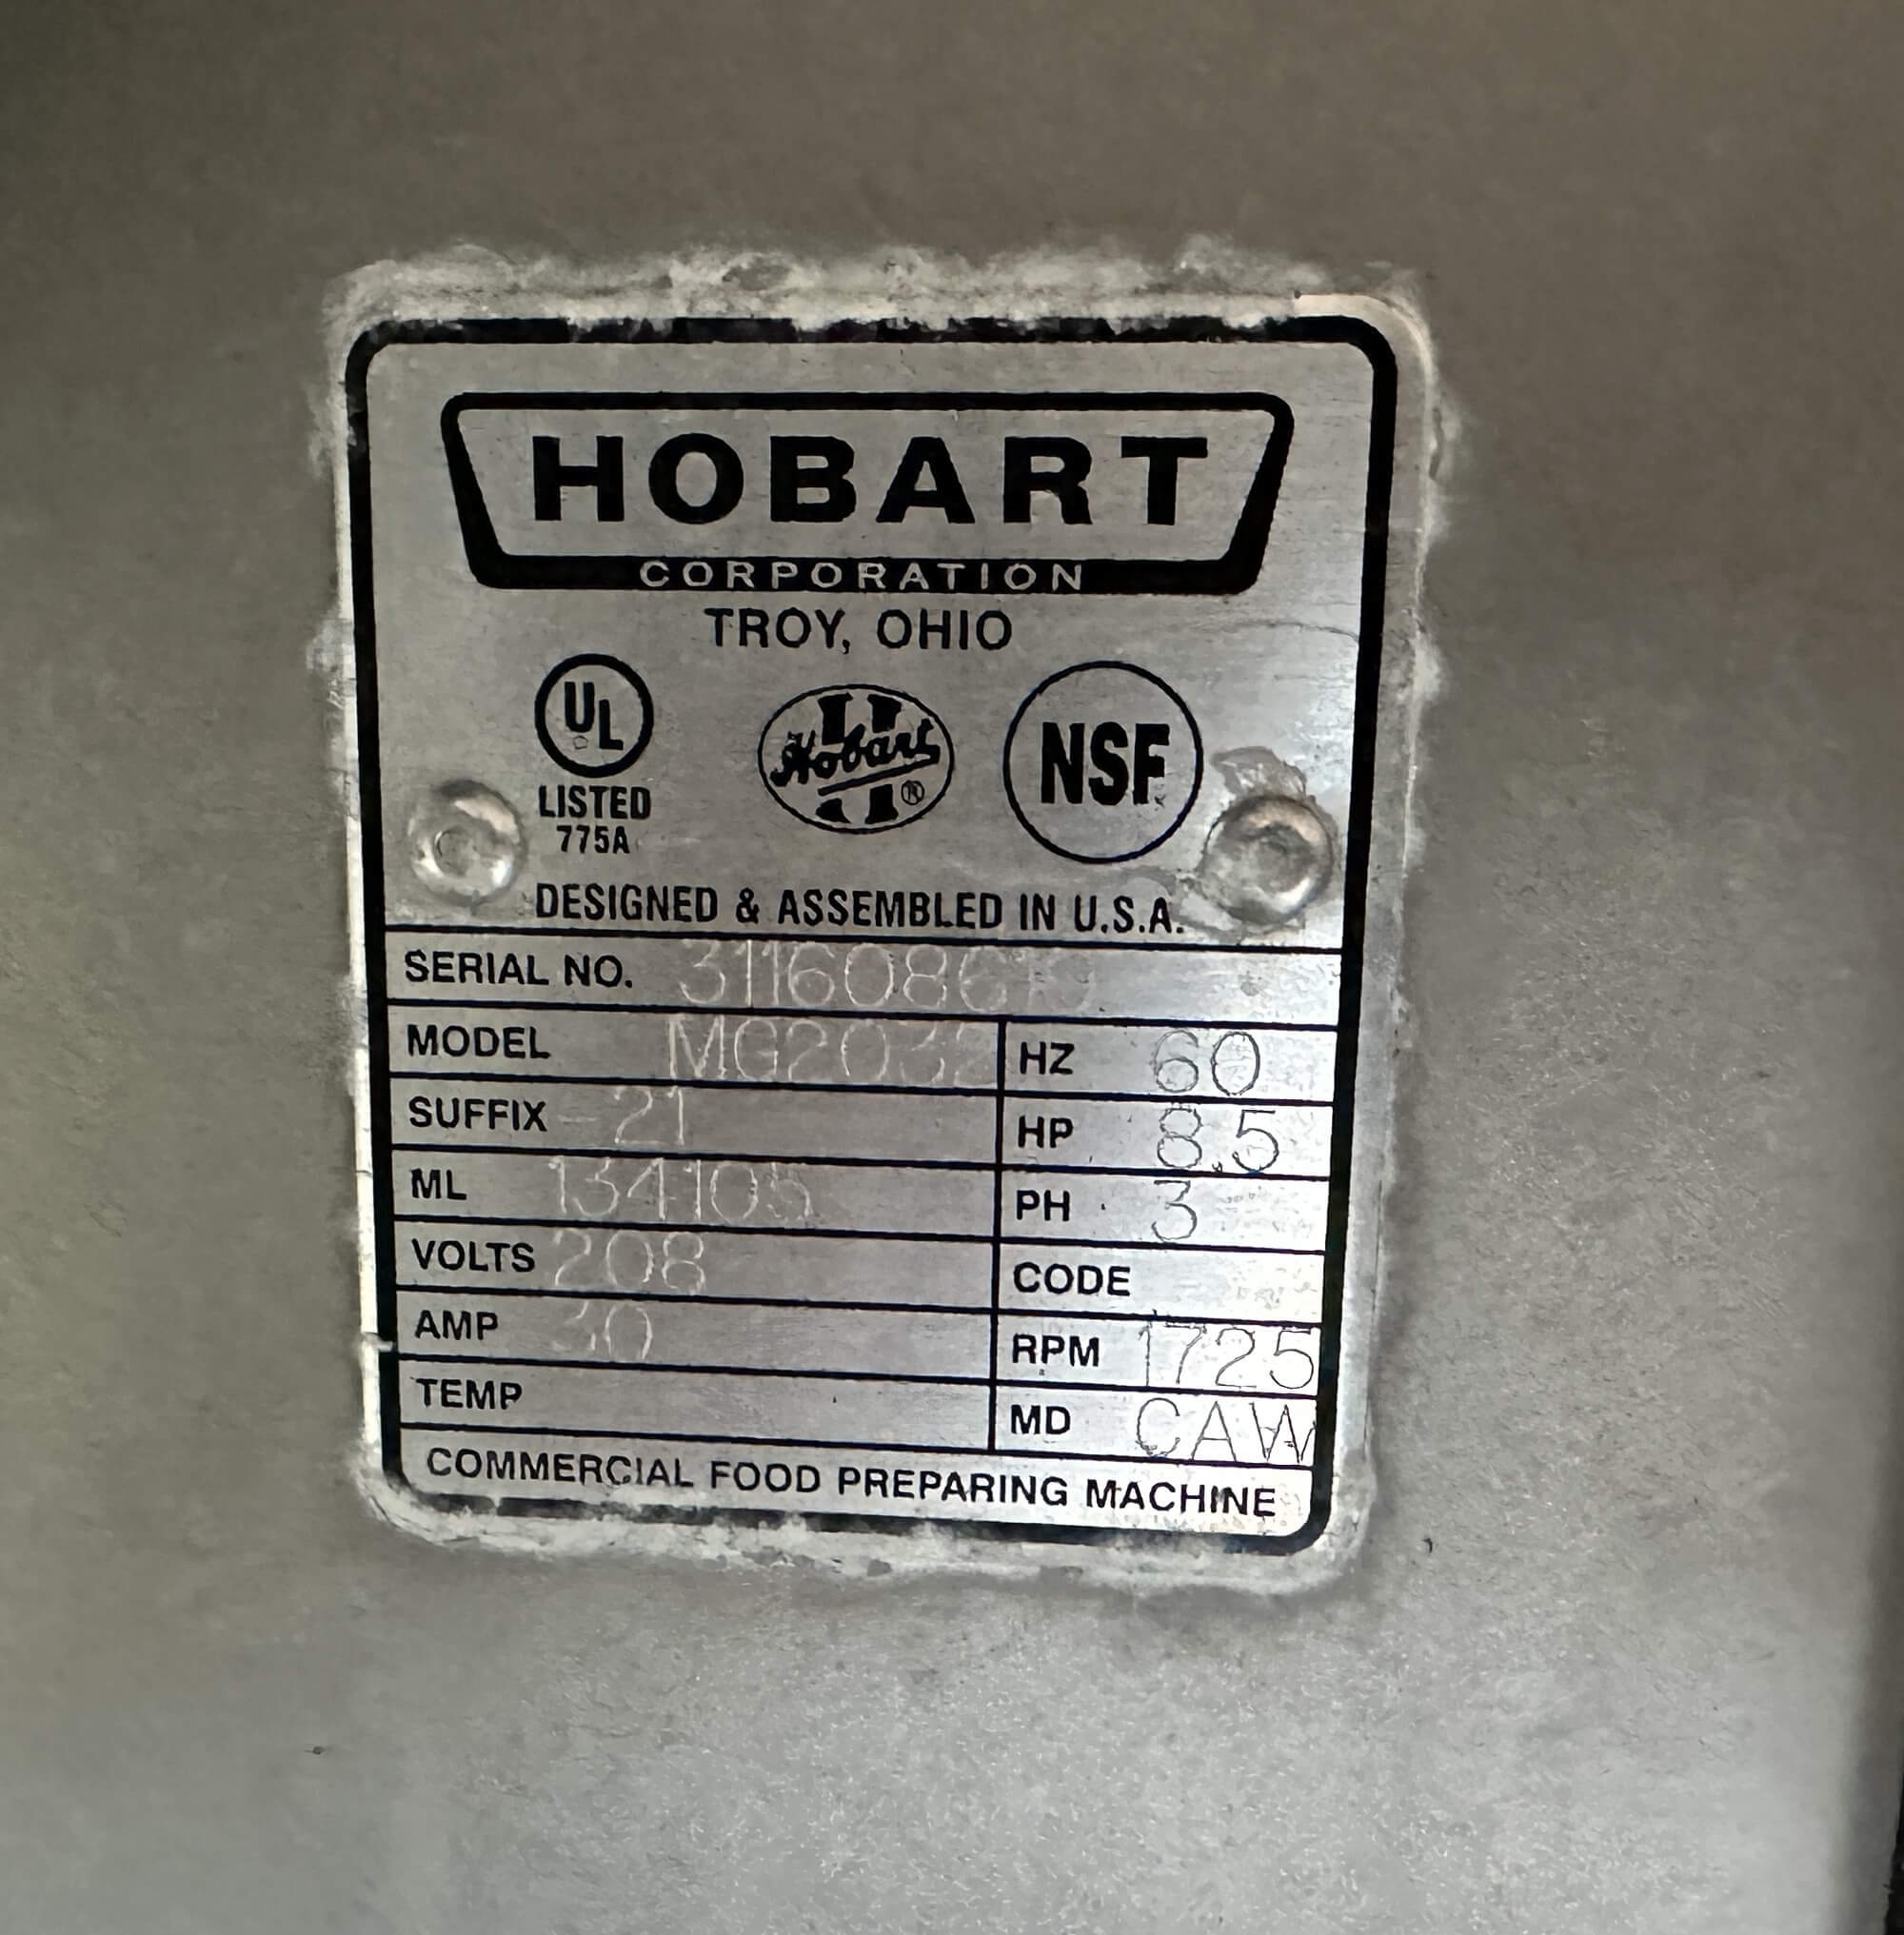 HOBART
CORPORATION
TROY, OHIO
UL
LISTED
775A
Hobart ®
NSF
DESIGNED & ASSEMBLED IN U.S.A.
SERIAL NO.
MODEL MG2032 HZ 60
SUFFIX -21 HP 8.5
ML 134105 PH 3
VOLTS 208 CODE
AMP 30 RPM 1725
TEMP MD CAW
COMMERCIAL FOOD PREPARING MACHINE